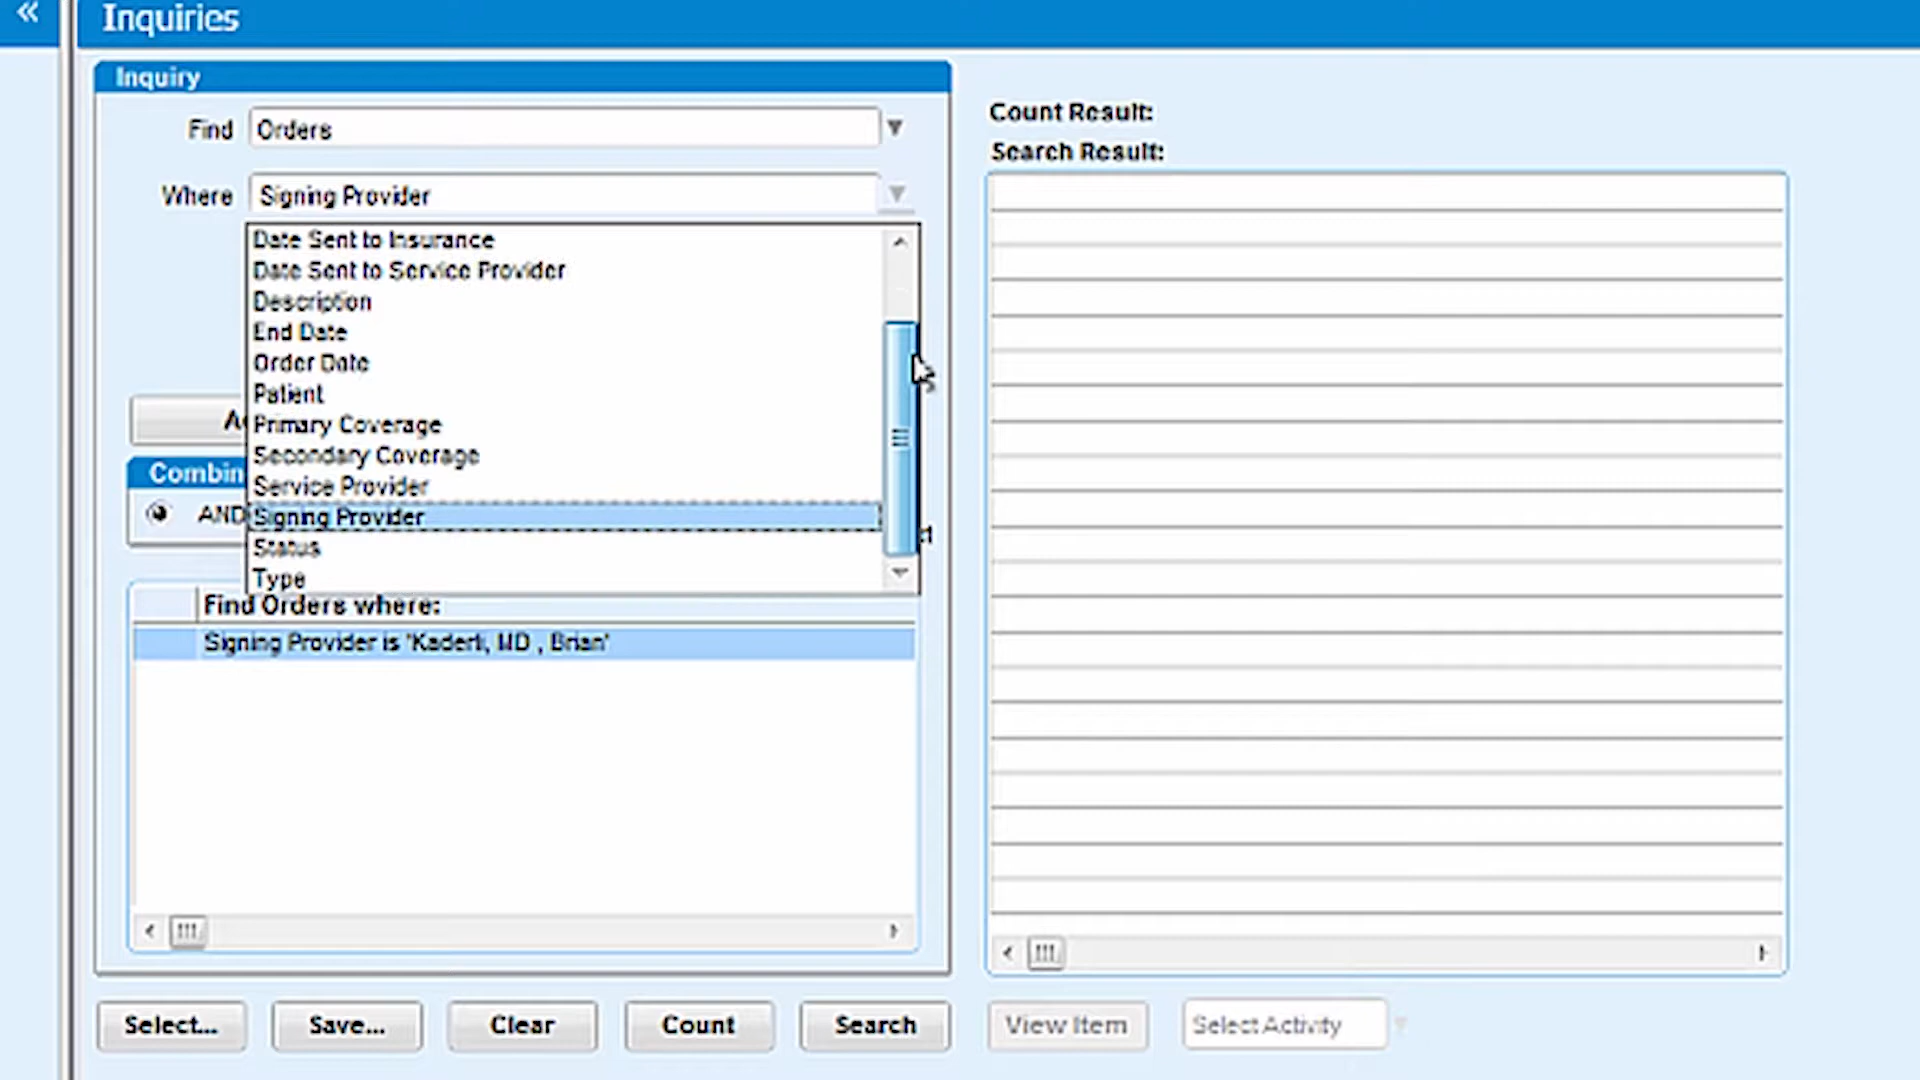 «
Inquiries
Inquiry
Find Orders
Where Signing Provider
Date Sent to Insurance
Date Sent to Service Provider
Description
End Date
Order Date
Patient
Primary Coverage
Secondary Coverage
Service Provider
Signing Provider
Status
Type
Combin
AND
Find Orders where:
Signing Provider is 'Kaderli, MD , Brian'
Select...
Save...
Clear
Count
Search
Count Result:
Search Result:
View Item
Select Activity